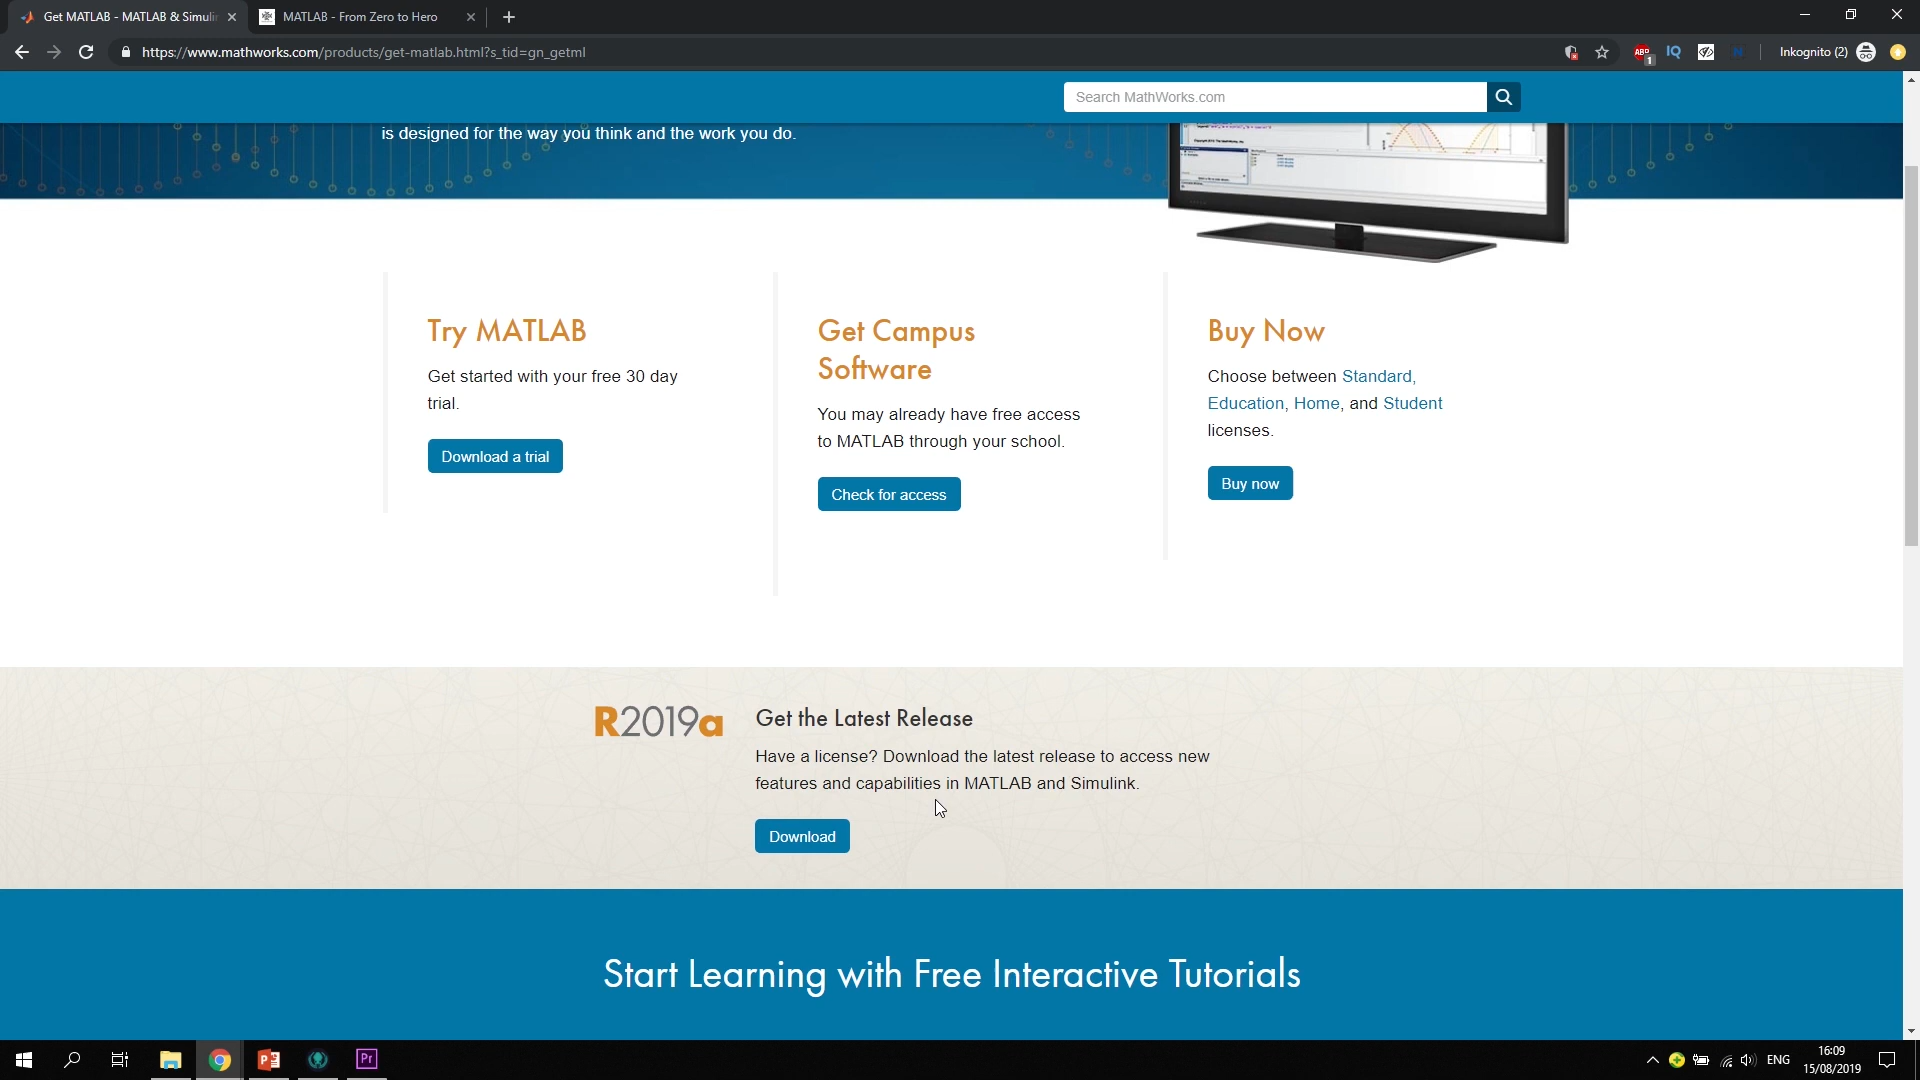 Get MATLAB - MATLAB & Simulin
MATLAB - From Zero to Hero
https://www.mathworks.com/products/get-matlab.html?s_tid=gn_getml
ABP
1
IQ
N
Inkognito (2)
Search MathWorks.com
is designed for the way you think and the work you do.
Try MATLAB
Get started with your free 30 day
trial.
Download a trial
Get Campus
Software
You may already have free access
to MATLAB through your school.
Check for access
Buy Now
Choose between Standard,
Education, Home, and Student
licenses.
Buy now
R2019a
Get the Latest Release
Have a license? Download the latest release to access new
features and capabilities in MATLAB and Simulink.
Download
Start Learning with Free Interactive Tutorials
Pr
ENG
16:09
15/08/2019